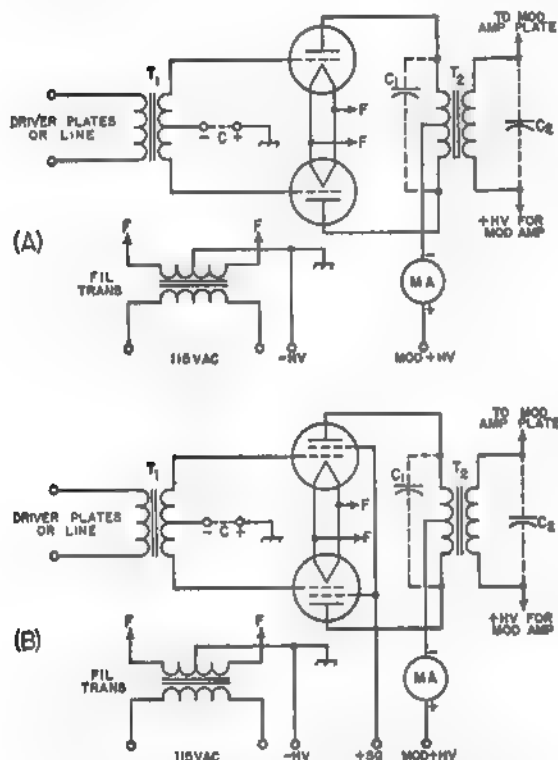 TO MOD
AMP PLATE
T1
C1
T2
C2
DRIVER PLATES
OR LINE
- C +
F
F
+HV FOR
MOD AMP
(A)
F
F
FIL
TRANS
-
MA
+
115VAC
-HV
MOD+HV
TO MOD
AMP PLATE
T1
C1
T2
C2
DRIVER PLATES
OR LINE
- C +
F
F
+HV FOR
MOD AMP
(B)
F
F
FIL
TRANS
-
MA
+
115VAC
-HV
+SG
MOD+HV